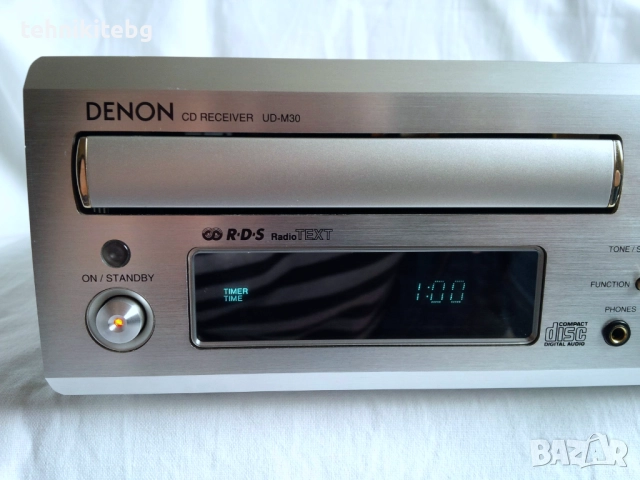 tehnikitebg
DENON CD RECEIVER UD-M30
R·D·S RadioTEXT
TONE/S
ON / STANDBY
FUNCTION
TIMER
TIME
1:00
PHONES
COMPACT
disc
DIGITAL AUDIO
BAZAR